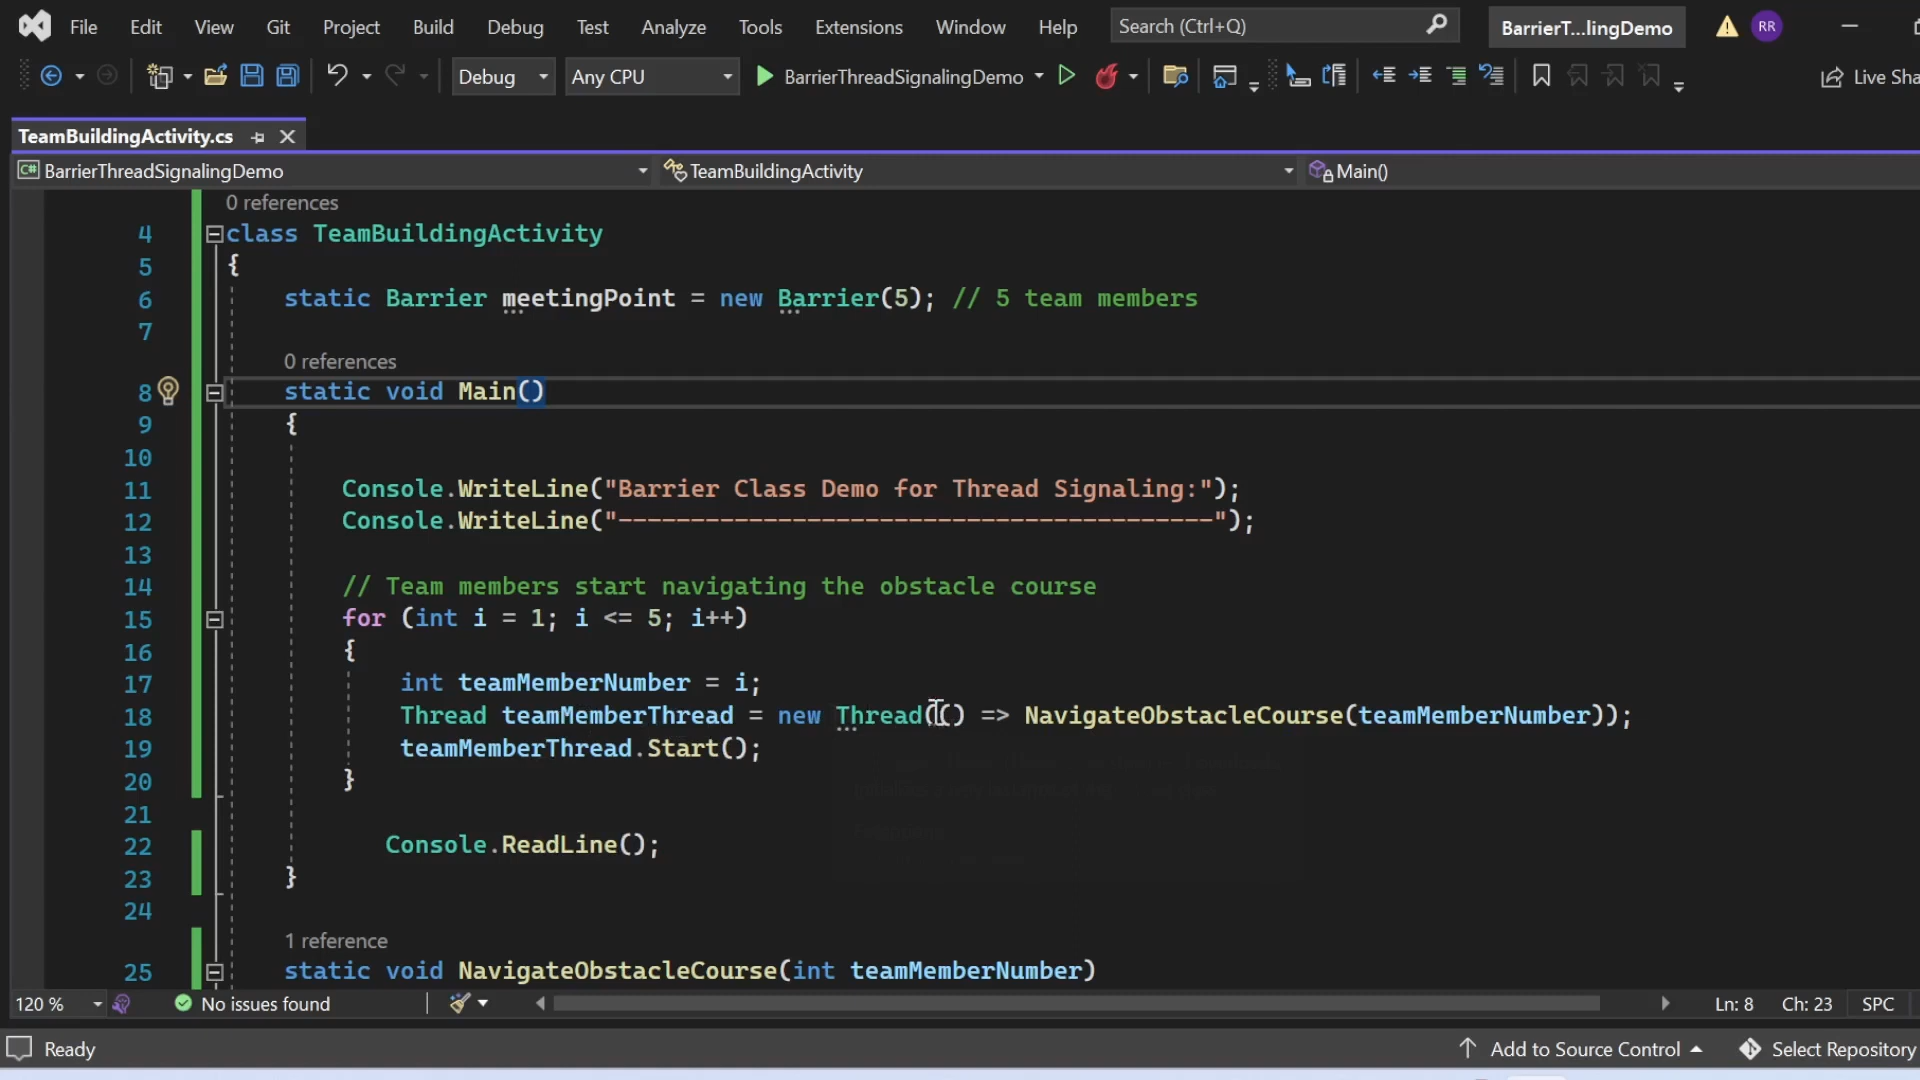 File Edit View Git Project Build Debug Test Analyze Tools Extensions Window Help Search (Ctrl+Q) BarrierT...lingDemo RR
Debug Any CPU BarrierThreadSignalingDemo Live Sha
TeamBuildingActivity.cs
C# BarrierThreadSignalingDemo TeamBuildingActivity Main()
0 references
4 class TeamBuildingActivity
5 {
6 static Barrier meetingPoint = new Barrier(5); // 5 team members
7
0 references
8 static void Main()
9 {
10
11 Console.WriteLine("Barrier Class Demo for Thread Signaling:");
12 Console.WriteLine("-----------------------------------------");
13
14 // Team members start navigating the obstacle course
15 for (int i = 1; i <= 5; i++)
16 {
17 int teamMemberNumber = i;
18 Thread teamMemberThread = new Thread(() => NavigateObstacleCourse(teamMemberNumber));
19 teamMemberThread.Start();
20 }
21
22 Console.ReadLine();
23 }
24
1 reference
25 static void NavigateObstacleCourse(int teamMemberNumber)
120 % No issues found Ln: 8 Ch: 23 SPC
Ready Add to Source Control Select Repository